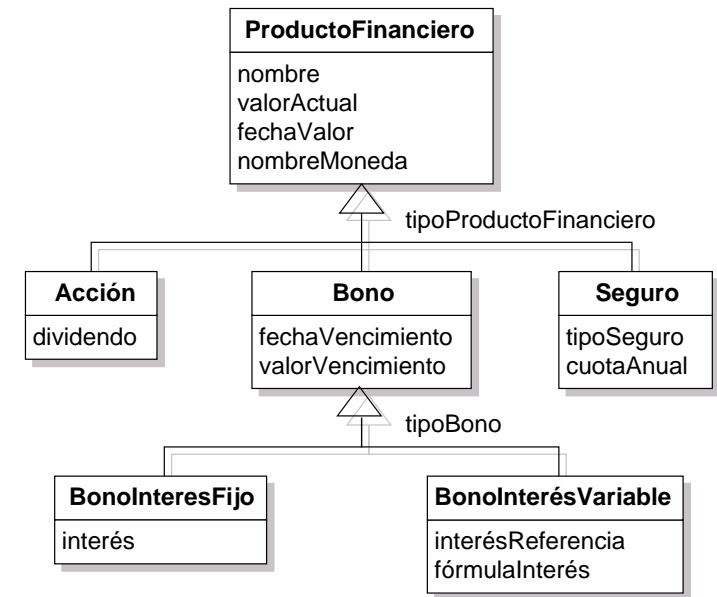 ProductoFinanciero
nombre
valorActual
fechaValor
nombreMoneda
tipoProductoFinanciero
Acción
dividendo
Bono
fechaVencimiento
valorVencimiento
Seguro
tipoSeguro
cuotaAnual
tipoBono
BonoInteresFijo
interés
BonoInterésVariable
interésReferencia
fórmulaInterés